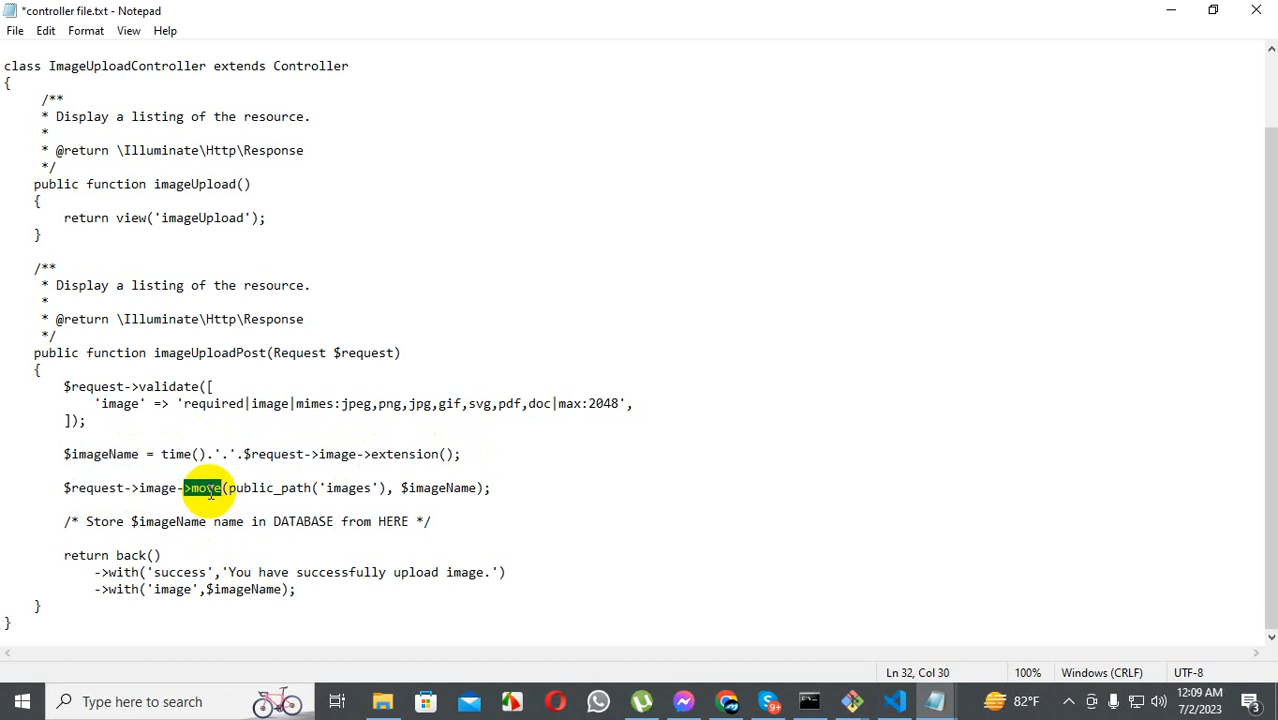 *controller file.txt - Notepad
File Edit Format View Help
class ImageUploadController extends Controller
{
/**
* Display a listing of the resource.
*
* @return \Illuminate\Http\Response
*/
public function imageUpload()
{
return view('imageUpload');
}
/**
* Display a listing of the resource.
*
* @return \Illuminate\Http\Response
*/
public function imageUploadPost(Request $request)
{
$request->validate([
'image' => 'required|image|mimes:jpeg,png,jpg,gif,svg,pdf,doc|max:2048',
]);
$imageName = time().'.'.$request->image->extension();
$request->image->move(public_path('images'), $imageName);
/* Store $imageName name in DATABASE from HERE */
return back()
->with('success','You have successfully upload image.')
->with('image',$imageName);
}
}
Ln 32, Col 30 100% Windows (CRLF) UTF-8
Type here to search 9+ 82°F 12:09 AM
7/2/2023 3